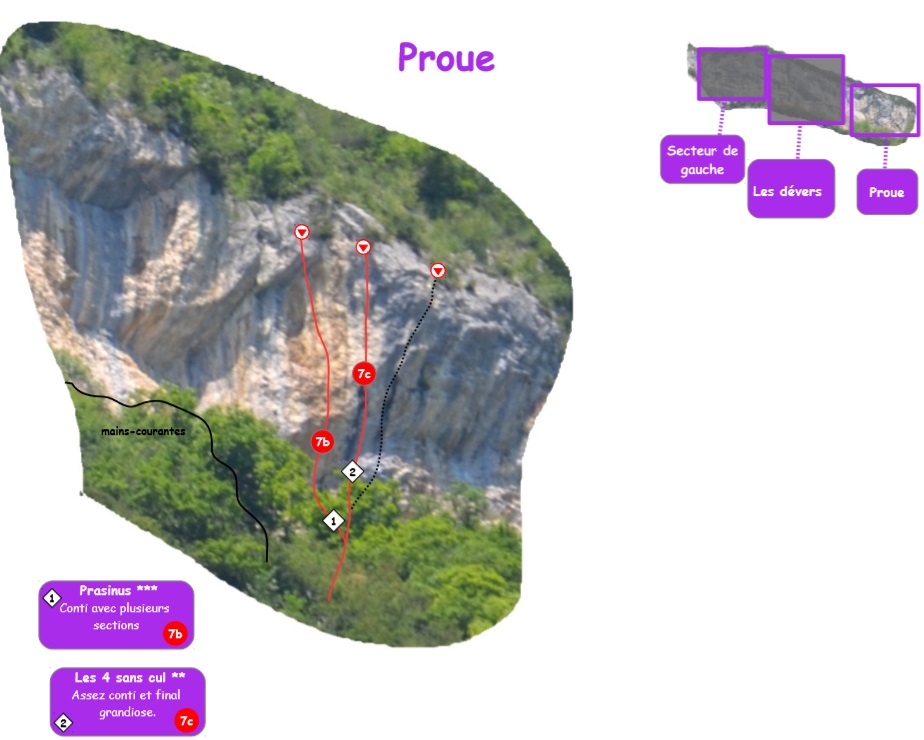 Proue
Secteur de
gauche
Les dévers
Proue
7c
mains-courantes
7b
2
1
1
Prasinus ***
Conti avec plusieurs
sections
7b
Les 4 sans cul **
Assez conti et final
grandiose.
2
7c